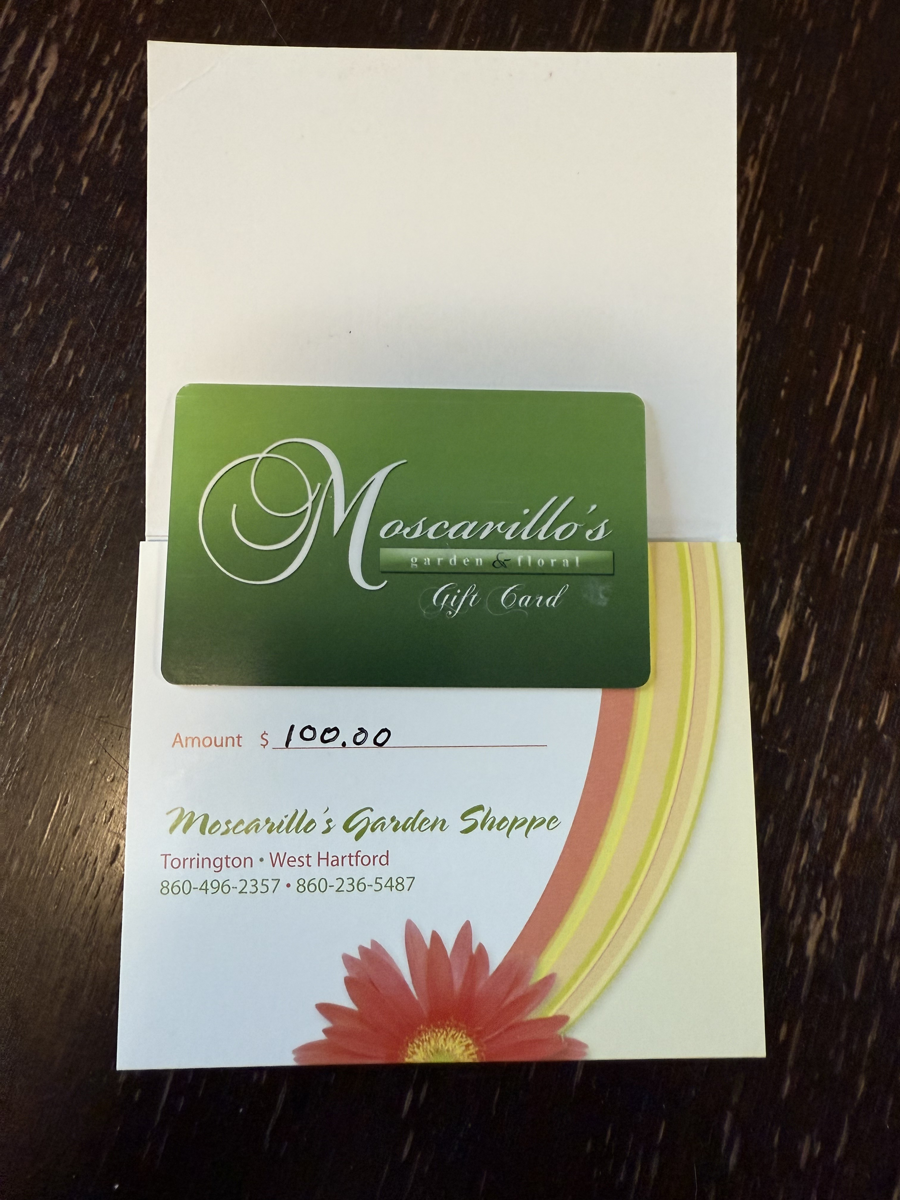 Moscarillo's
garden & floral
Gift Card
Amount $ 100.00
Moscarillo's Garden Shoppe
Torrington • West Hartford
860-496-2357 • 860-236-5487